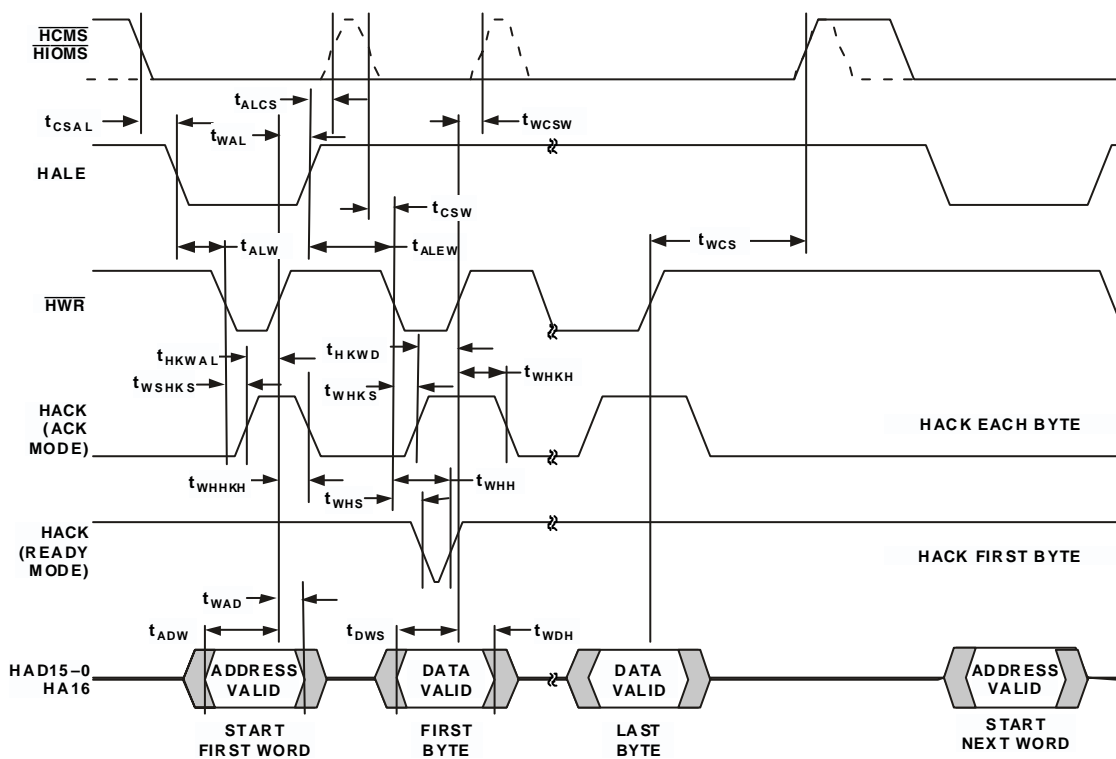 HCMS
HIOMS
tALCS
tCSAL
tWAL
tWCSW
HALE
tCSW
tALW
tALEW
tWCS
HWR
tHKWAL
tHKWD
tWSHKS
tWHKS
tWHKH
HACK
(ACK
MODE)
HACK EACH BYTE
tWHHKH
tWHS
tWHH
HACK
(READY
MODE)
HACK FIRST BYTE
tWAD
tADW
tDWS
tWDH
HAD15–0
HA16
ADDRESS
VALID
DATA
VALID
DATA
VALID
ADDRESS
VALID
START
FIRST WORD
FIRST
BYTE
LAST
BYTE
START
NEXT WORD